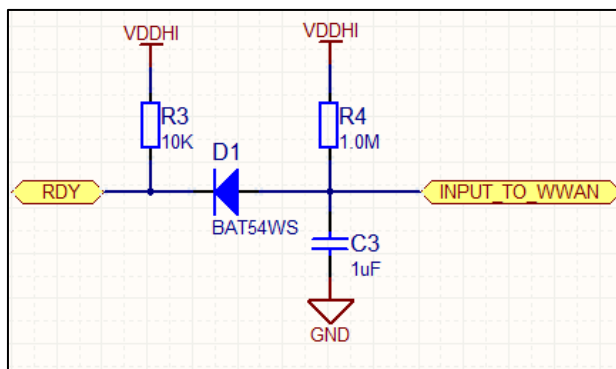 VDDHI
VDDHI
R3
10K
R4
1.0M
D1
RDY
INPUT_TO_WWAN
BAT54WS
C3
1uF
GND